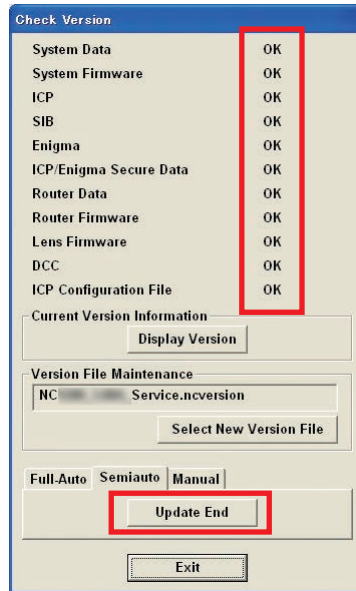 Check Version
System Data OK
System Firmware OK
ICP OK
SIB OK
Enigma OK
ICP/Enigma Secure Data OK
Router Data OK
Router Firmware OK
Lens Firmware OK
DCC OK
ICP Configuration File OK
Current Version Information
Display Version
Version File Maintenance
NC Service.ncversion
Select New Version File
Full-Auto Semiauto Manual
Update End
Exit